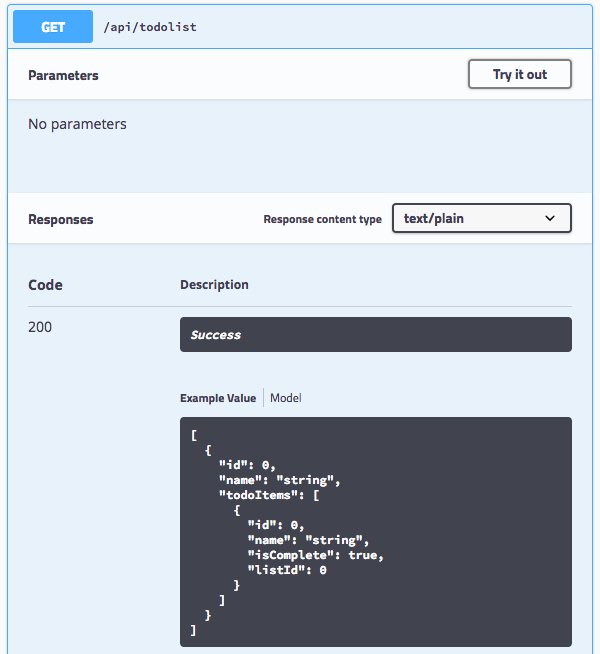 GET /api/todolist
Parameters Try it out
No parameters
Responses Response content type text/plain
Code Description
200 Success
Example Value Model
[
  {
    "id": 0,
    "name": "string",
    "todoItems": [
      {
        "id": 0,
        "name": "string",
        "isComplete": true,
        "listId": 0
      }
    ]
  }
]